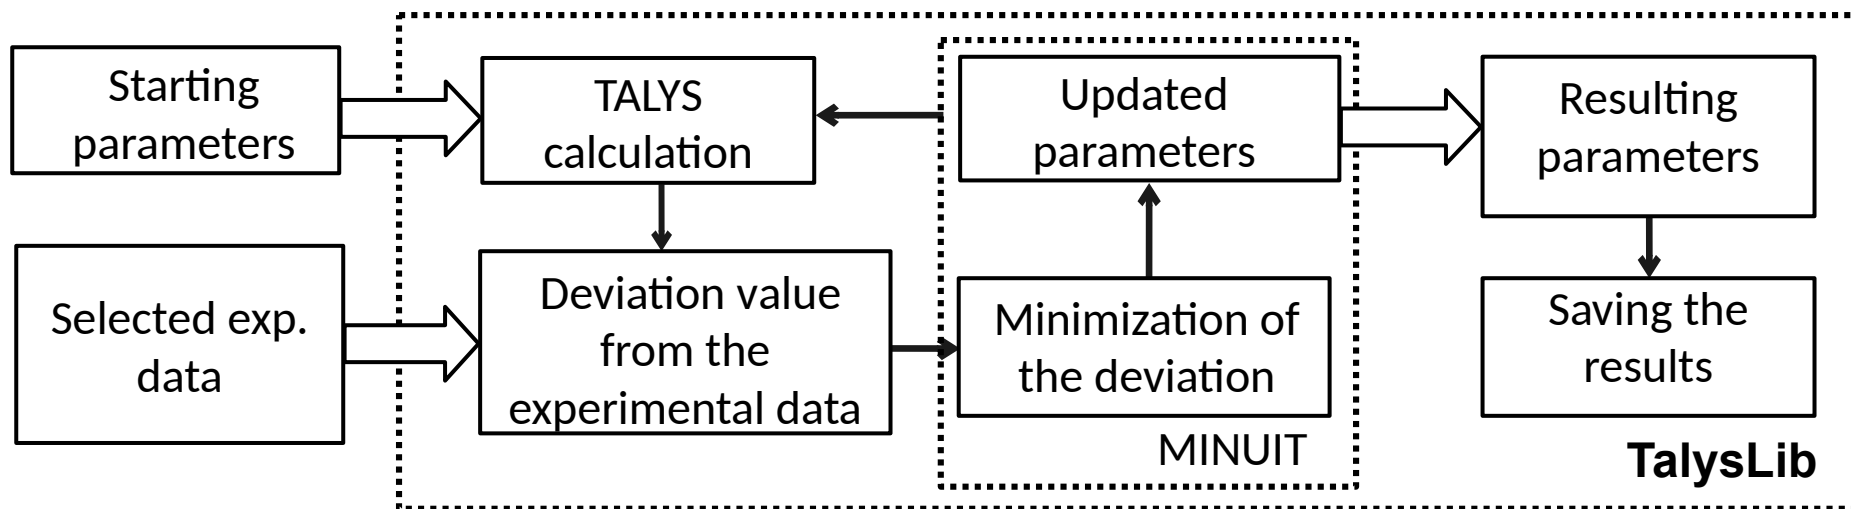 Starting
parameters
TALYS
calculation
Updated
parameters
Resulting
parameters
Selected exp.
data
Deviation value
from the
experimental data
Minimization of
the deviation
MINUIT
Saving the
results
TalysLib